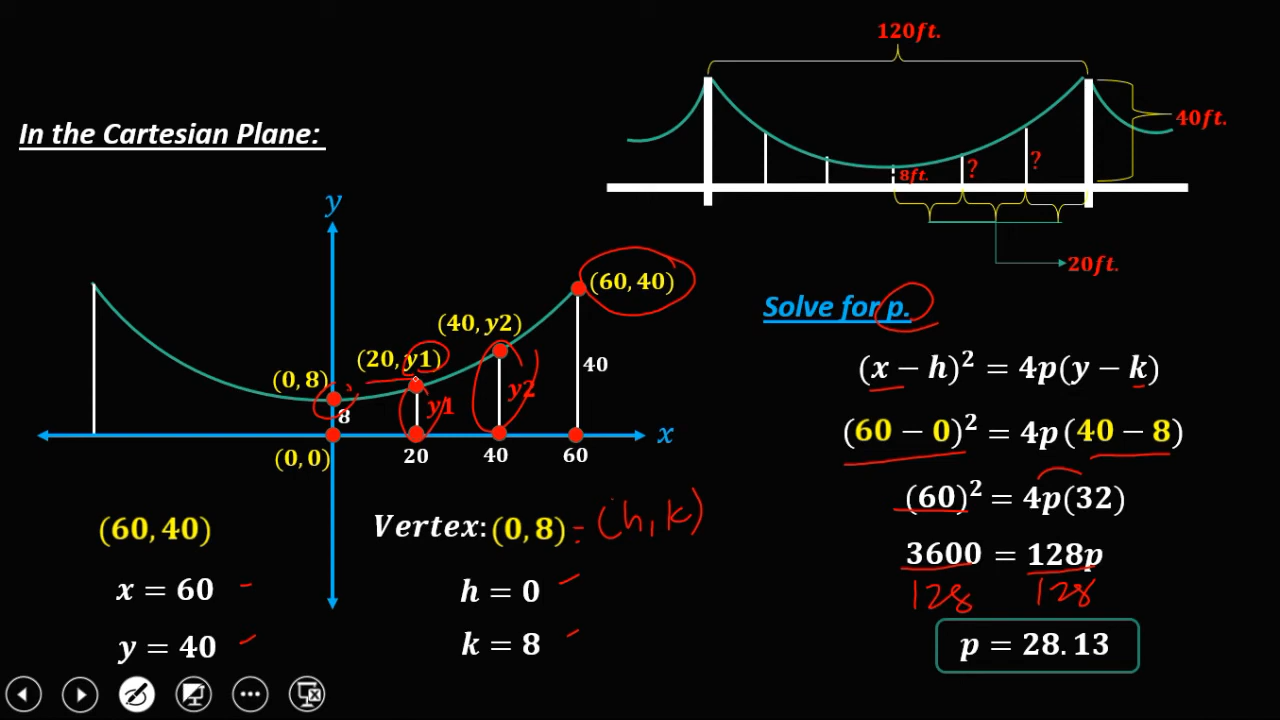 120ft.
40ft.
8ft.
?
?
20ft.
In the Cartesian Plane:
y
(60, 40)
(40, y2)
(20, y1)
(0, 8)
8
y1
y2
40
x
(0, 0)
20
40
60
(60, 40)
x = 60
y = 40
Vertex: (0, 8) = (h, k)
h = 0
k = 8
Solve for p.
(x − h)² = 4p(y − k)
(60 − 0)² = 4p(40 − 8)
(60)² = 4p(32)
3600 = 128p
128 128
p = 28.13